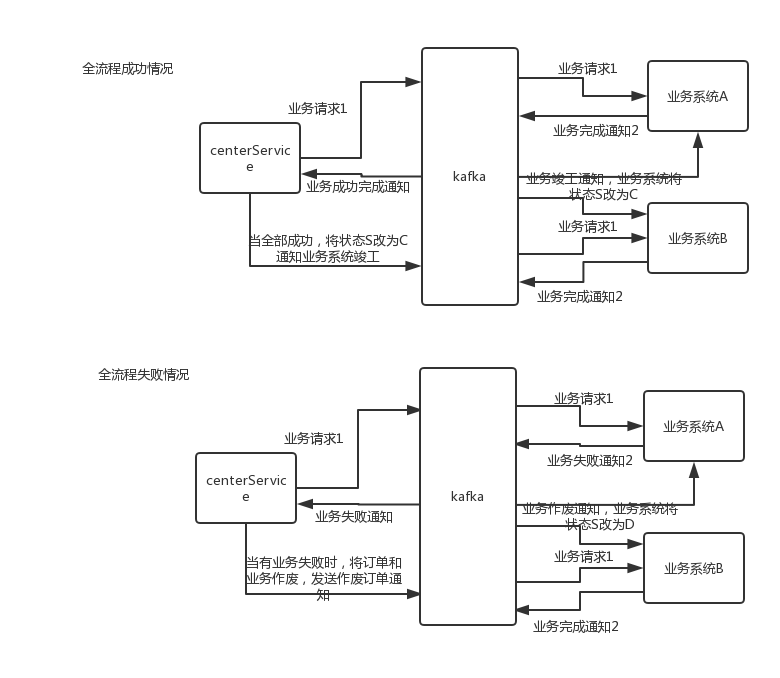 全流程成功情况
业务请求1
业务系统A
业务请求1
业务完成通知2
centerServic
e
kafka
业务竣工通知，业务系统将
状态S改为C
业务成功完成通知
业务请求1
业务系统B
当全部成功，将状态S改为C
通知业务系统竣工
业务完成通知2
全流程失败情况
业务请求1
业务系统A
业务请求1
业务失败通知2
centerServic
e
kafka
业务作废通知，业务系统将
状态S改为D
业务失败通知
业务请求1
业务系统B
当有业务失败时，将订单和
业务作废，发送作废订单通
知
业务完成通知2